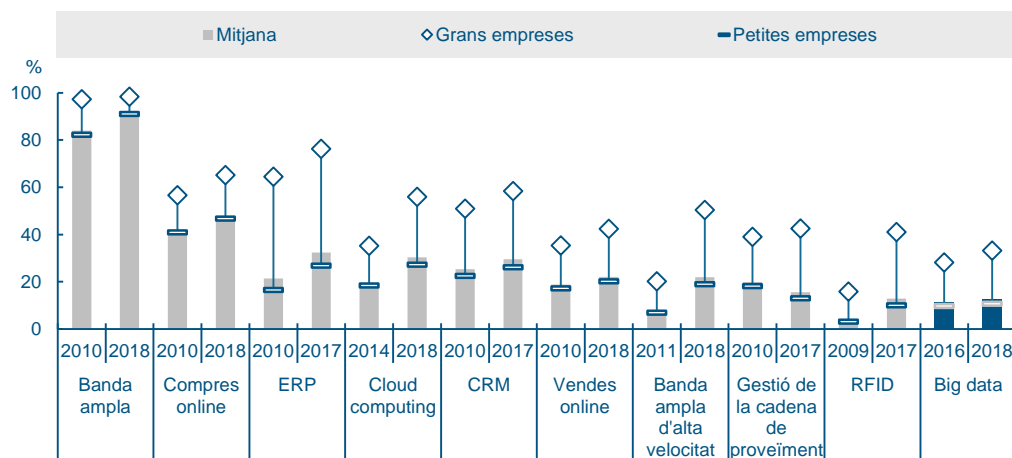 Mitjana
Grans empreses
Petites empreses
%
100
80
60
40
20
0
2010 2018 2010 2018 2010 2017 2014 2018 2010 2017 2010 2018 2011 2018 2010 2017 2009 2017 2016 2018
Banda
ampla
Compres
online
ERP
Cloud
computing
CRM
Vendes
online
Banda
ampla
d'alta
velocitat
Gestió de
la cadena
de
proveïment
RFID
Big data